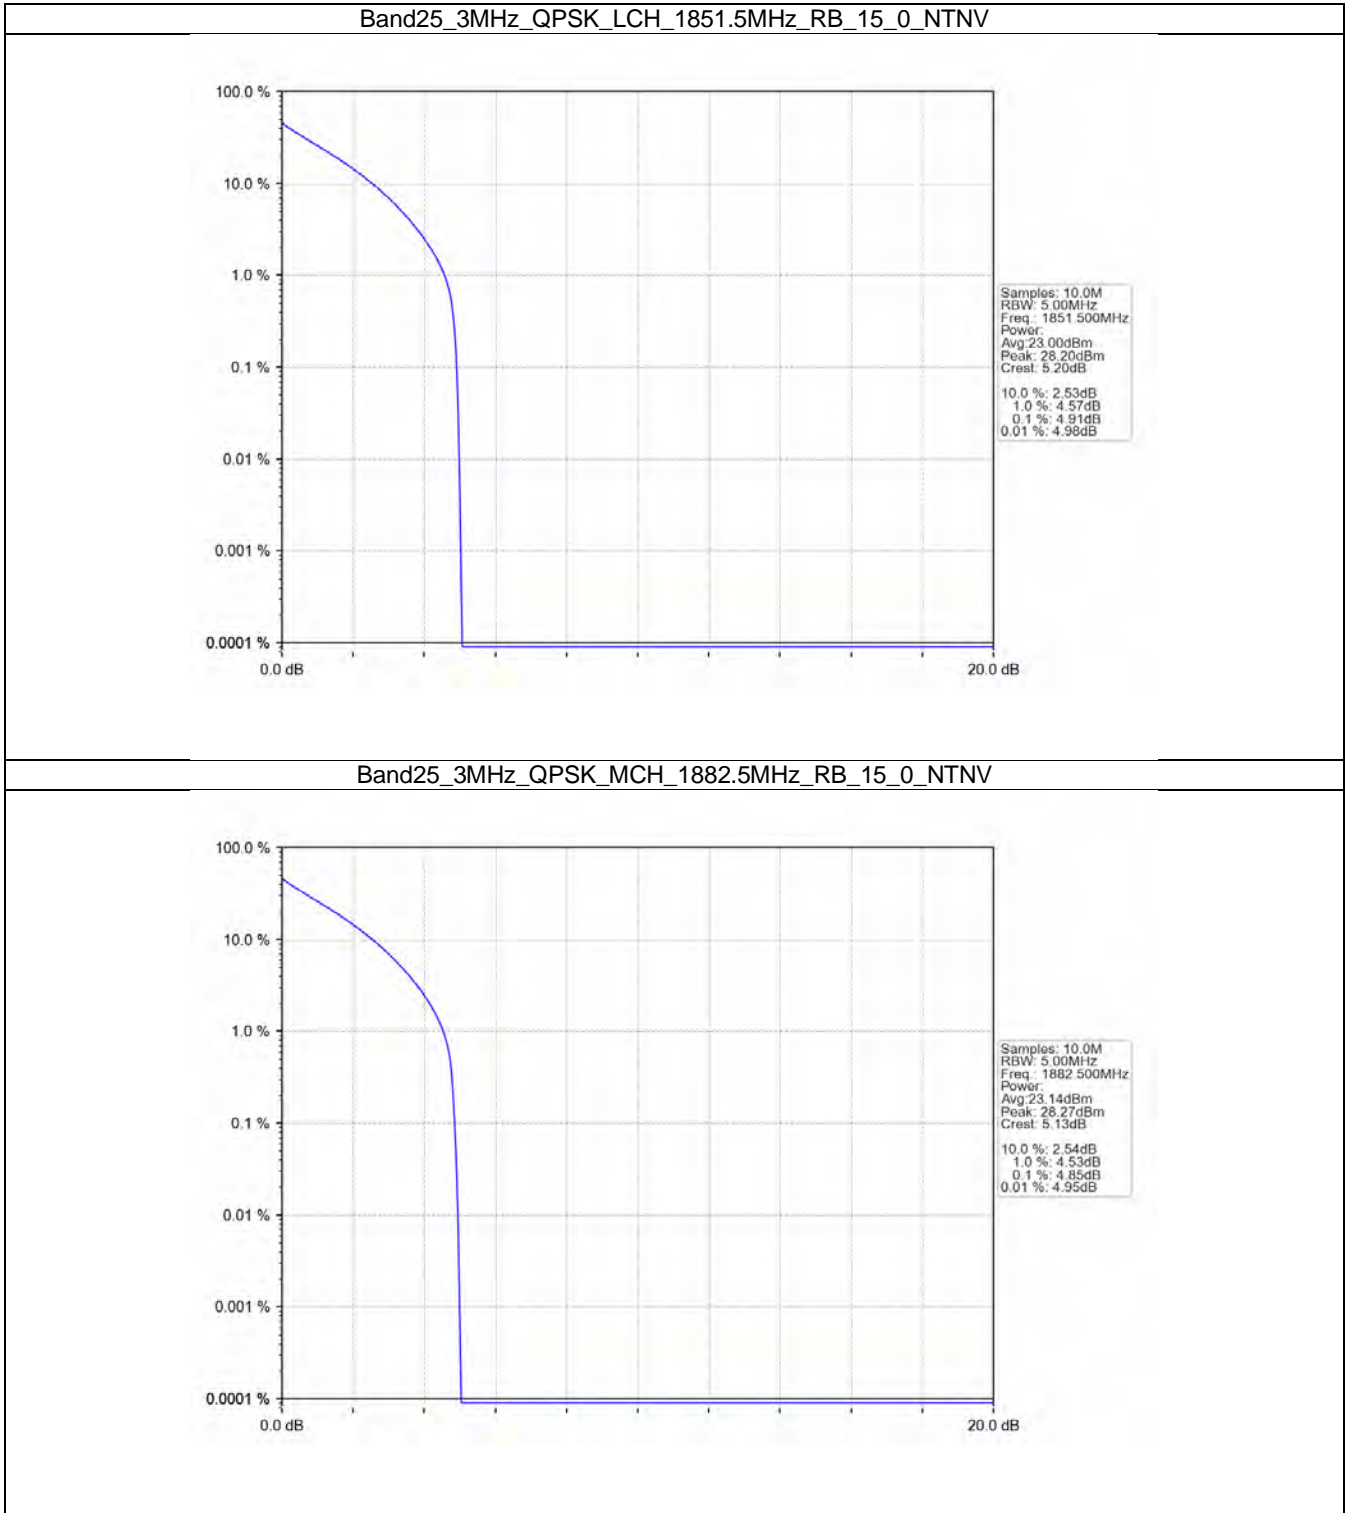 Band25_3MHz_QPSK_LCH_1851.5MHz_RB_15_0_NTNV
100.0 %
10.0 %
1.0 %
0.1 %
0.01 %
0.001 %
0.0001 %
0.0 dB
20.0 dB
Samples: 10.0M
RBW: 5.00MHz
Freq.: 1851.500MHz
Power:
Avg:23.00dBm
Peak: 28.20dBm
Crest: 5.20dB
10.0 %: 2.53dB
1.0 %: 4.57dB
0.1 %: 4.91dB
0.01 %: 4.98dB
Band25_3MHz_QPSK_MCH_1882.5MHz_RB_15_0_NTNV
100.0 %
10.0 %
1.0 %
0.1 %
0.01 %
0.001 %
0.0001 %
0.0 dB
20.0 dB
Samples: 10.0M
RBW: 5.00MHz
Freq.: 1882.500MHz
Power:
Avg:23.14dBm
Peak: 28.27dBm
Crest: 5.13dB
10.0 %: 2.54dB
1.0 %: 4.53dB
0.1 %: 4.85dB
0.01 %: 4.95dB